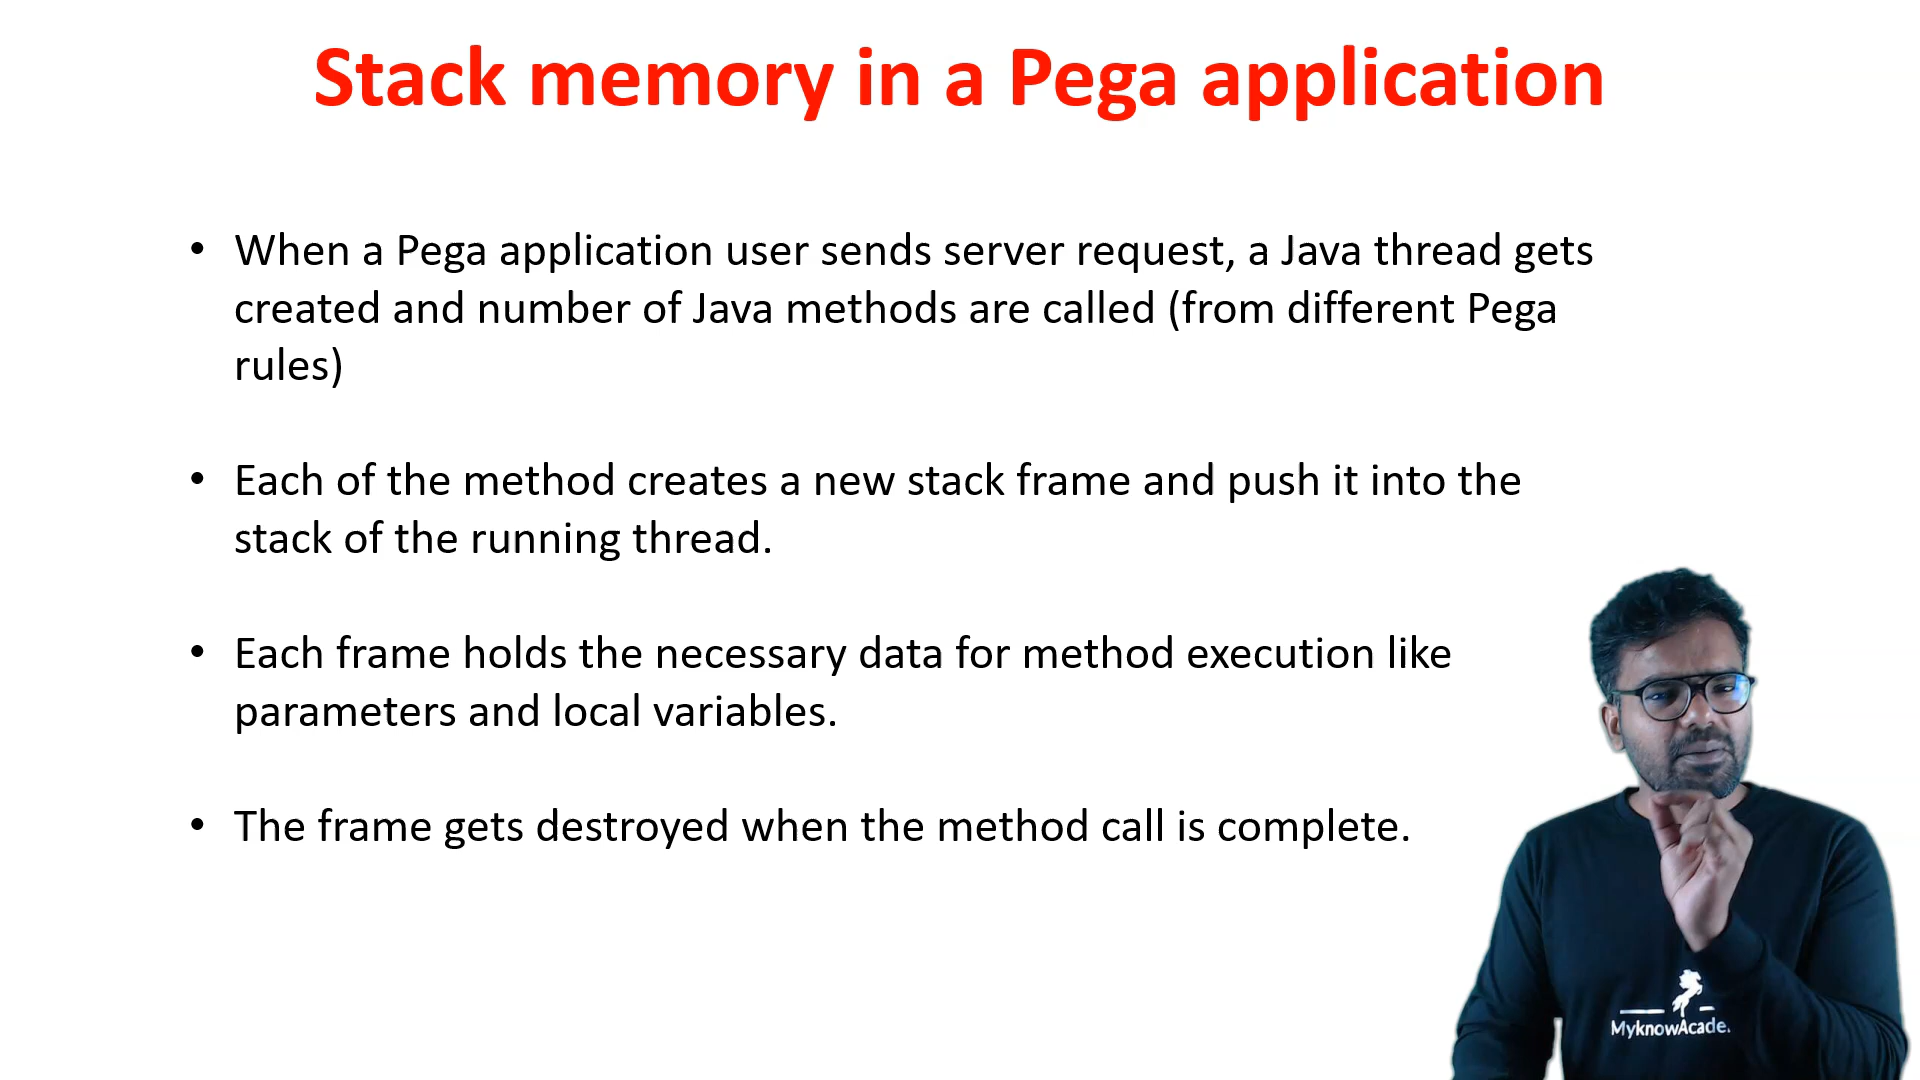 Stack memory in a Pega application
• When a Pega application user sends server request, a Java thread gets
created and number of Java methods are called (from different Pega
rules)
• Each of the method creates a new stack frame and push it into the
stack of the running thread.
• Each frame holds the necessary data for method execution like
parameters and local variables.
• The frame gets destroyed when the method call is complete.
MyknowAcade.